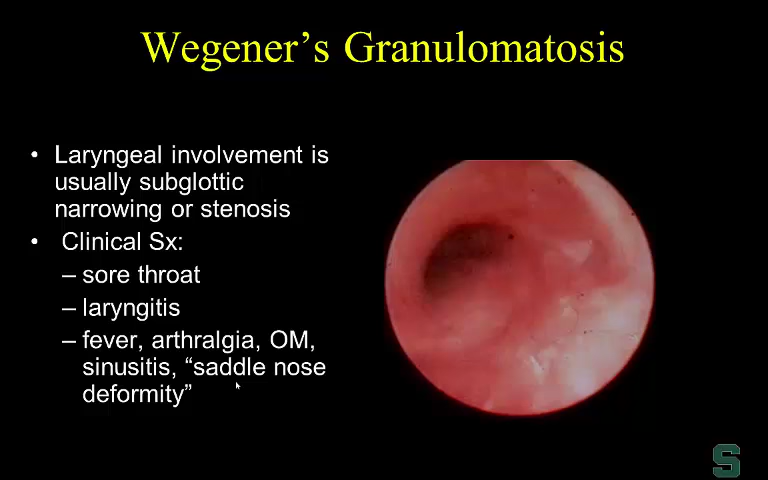 Wegener’s Granulomatosis
• Laryngeal involvement is
usually subglottic
narrowing or stenosis
• Clinical Sx:
– sore throat
– laryngitis
– fever, arthralgia, OM,
sinusitis, “saddle nose
deformity”
S